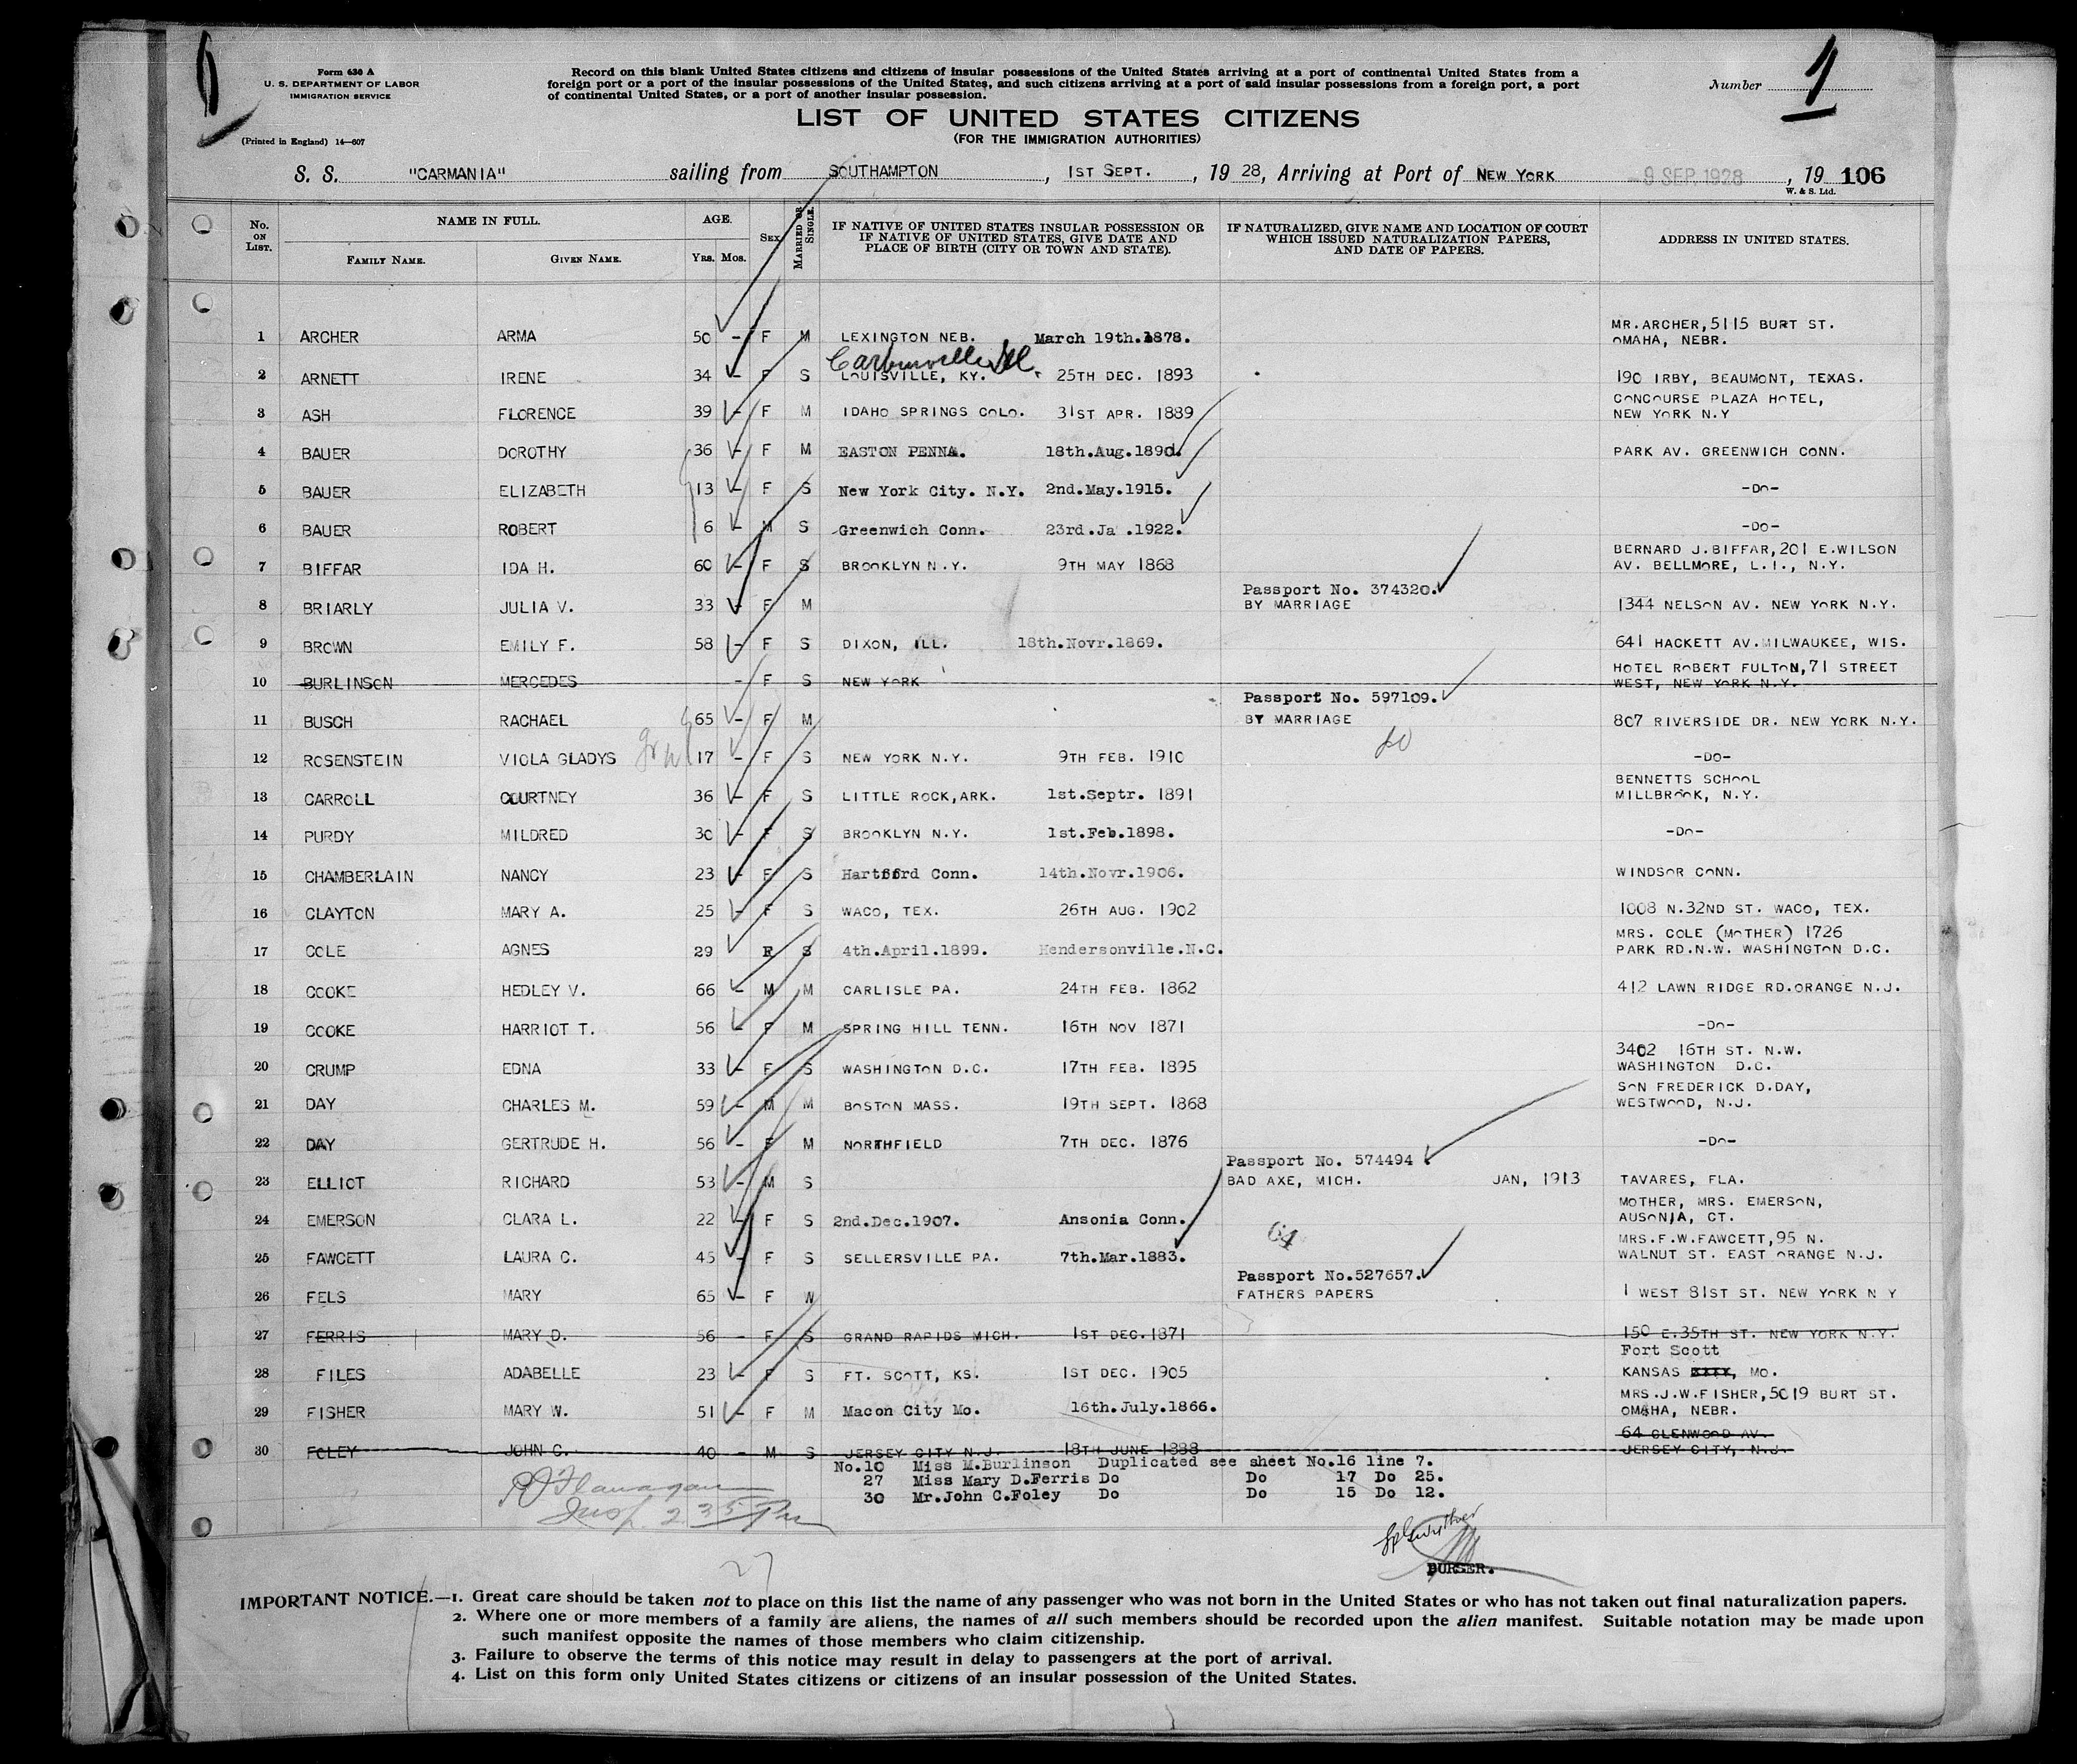 Form 630 A
U. S. DEPARTMENT OF LABOR
IMMIGRATION SERVICE
(Printed in England) 14—607
Record on this blank United States citizens and citizens of insular possessions of the United States arriving at a port of continental United States from a
foreign port or a port of the insular possessions of the United States, and such citizens arriving at a port of said insular possessions from a foreign port, a port
of continental United States, or a port of another insular possession.
Number 1
LIST OF UNITED STATES CITIZENS
(FOR THE IMMIGRATION AUTHORITIES)
S. S. "CARMANIA" sailing from SOUTHAMPTON, 1ST SEPT., 19 28, Arriving at Port of NEW YORK -9 SEP. 1928, 19 106
W. & S. Ltd.
No. ON LIST. NAME IN FULL. FAMILY NAME. GIVEN NAME. AGE. YRS. MOS. SEX MARRIED OR SINGLE.
IF NATIVE OF UNITED STATES INSULAR POSSESSION OR
IF NATIVE OF UNITED STATES, GIVE DATE AND
PLACE OF BIRTH (CITY OR TOWN AND STATE).
IF NATURALIZED, GIVE NAME AND LOCATION OF COURT
WHICH ISSUED NATURALIZATION PAPERS,
AND DATE OF PAPERS.
ADDRESS IN UNITED STATES.
1 ARCHER ARMA 50 - F M LEXINGTON NEB. March 19th.1878. MR.ARCHER,5115 BURT ST.
OMAHA, NEBR.
2 ARNETT IRENE 34 - F S LOUISVILLE, KY. 25TH DEC. 1893 190 IRBY, BEAUMONT, TEXAS.
3 ASH FLORENCE 39 - F M IDAHO SPRINGS COLO. 31ST APR. 1889 CONCOURSE PLAZA HOTEL,
NEW YORK N.Y
4 BAUER DOROTHY 36 - F M EASTON PENNA. 18th.Aug.1890. PARK AV. GREENWICH CONN.
5 BAUER ELIZABETH 13 - F S New York City. N.Y. 2nd.May.1915. -DO-
6 BAUER ROBERT 6 - M S Greenwich Conn. 23rd.Ja .1922. -DO-
7 BIFFAR IDA H. 60 - F S BROOKLYN N.Y. 9TH MAY 1868 BERNARD J.BIFFAR,201 E.WILSON
AV. BELLMORE, L.I., N.Y.
Passport No. 374320.
8 BRIARLY JULIA V. 33 - F M BY MARRIAGE 1344 NELSON AV. NEW YORK N.Y.
9 BROWN EMILY F. 58 - F S DIXON, ILL. 18th.Novr.1869. 641 HACKETT AV.MILWAUKEE, WIS.
10 BURLINSON MERCEDES - F S NEW YORK HOTEL ROBERT FULTON,71 STREET
WEST, NEW YORK N.Y.
Passport No. 597109.
11 BUSCH RACHAEL 65 - F M BY MARRIAGE 807 RIVERSIDE DR. NEW YORK N.Y.
12 ROSENSTEIN VIOLA GLADYS 17 - F S NEW YORK N.Y. 9TH FEB. 1910 -DO-
13 CARROLL COURTNEY 36 - F S LITTLE ROCK,ARK. 1st.Septr. 1891 BENNETTS SCHOOL
MILLBROOK, N.Y.
14 PURDY MILDRED 30 - F S BROOKLYN N.Y. 1st.Feb.1898. -DO-
15 CHAMBERLAIN NANCY 23 - F S Hartford Conn. 14th.Novr.1906. WINDSOR CONN.
16 CLAYTON MARY A. 25 - F S WACO, TEX. 26TH AUG. 1902 1008 N.32ND ST. WACO, TEX.
17 COLE AGNES 29 F S 4th.April.1899. Hendersonville.N.C. MRS. COLE (MOTHER) 1726
PARK RD.N.W. WASHINGTON D.C.
18 COOKE HEDLEY V. 66 - M M CARLISLE PA. 24TH FEB. 1862 412 LAWN RIDGE RD.ORANGE N.J.
19 COOKE HARRIOT T. 56 - F M SPRING HILL TENN. 16TH NOV 1871 -DO-
20 CRUMP EDNA 33 - F S WASHINGTON D.C. 17TH FEB. 1895 3402 16TH ST. N.W.
WASHINGTON D.C.
21 DAY CHARLES M. 59 - M M BOSTON MASS. 19TH SEPT. 1868 SON FREDERICK D.DAY,
WESTWOOD, N.J.
22 DAY GERTRUDE H. 56 - F M NORTHFIELD 7TH DEC. 1876 -DO-
Passport No. 574494.
23 ELLIOT RICHARD 53 - M S BAD AXE, MICH. JAN, 1913 TAVARES, FLA.
24 EMERSON CLARA L. 22 - F S 2nd.Dec.1907. Ansonia Conn. MOTHER, MRS. EMERSON,
AUSONIA, CT.
64
25 FAWCETT LAURA C. 45 - F S SELLERSVILLE PA. 7th.Mar.1883. MRS.F.W.FAWCETT,95 N.
WALNUT ST. EAST ORANGE N.J.
Passport No.527657.
26 FELS MARY 65 - F W FATHERS PAPERS 1 WEST 81ST ST. NEW YORK N Y
27 FERRIS MARY D. 56 - F S GRAND RAPIDS MICH. 1ST DEC.1871 150 E.35TH ST. NEW YORK N.Y.
Fort Scott
28 FILES ADABELLE 23 - F S FT. SCOTT, KS. 1ST DEC. 1905 KANSAS CITY, MO.
29 FISHER MARY W. 51 - F M Macon City Mo. 16th.July.1866. MRS.J.W.FISHER,5019 BURT ST.
OMAHA, NEBR.
30 FOLEY JOHN C. 40 - M S JERSEY CITY N.J. 18TH JUNE 1888 64 GLENWOOD AV.
JERSEY CITY, N.J.
No.10 Miss M.Burlinson Duplicated see sheet No.16 line 7.
27 Miss Mary D.Ferris Do Do 17 Do 25.
30 Mr.John C.Foley Do Do 15 Do 12.
Flanagan
Insp. 2 35 Pm
27
PURSER.
IMPORTANT NOTICE.—1. Great care should be taken not to place on this list the name of any passenger who was not born in the United States or who has not taken out final naturalization papers.
2. Where one or more members of a family are aliens, the names of all such members should be recorded upon the alien manifest. Suitable notation may be made upon
such manifest opposite the names of those members who claim citizenship.
3. Failure to observe the terms of this notice may result in delay to passengers at the port of arrival.
4. List on this form only United States citizens or citizens of an insular possession of the United States.